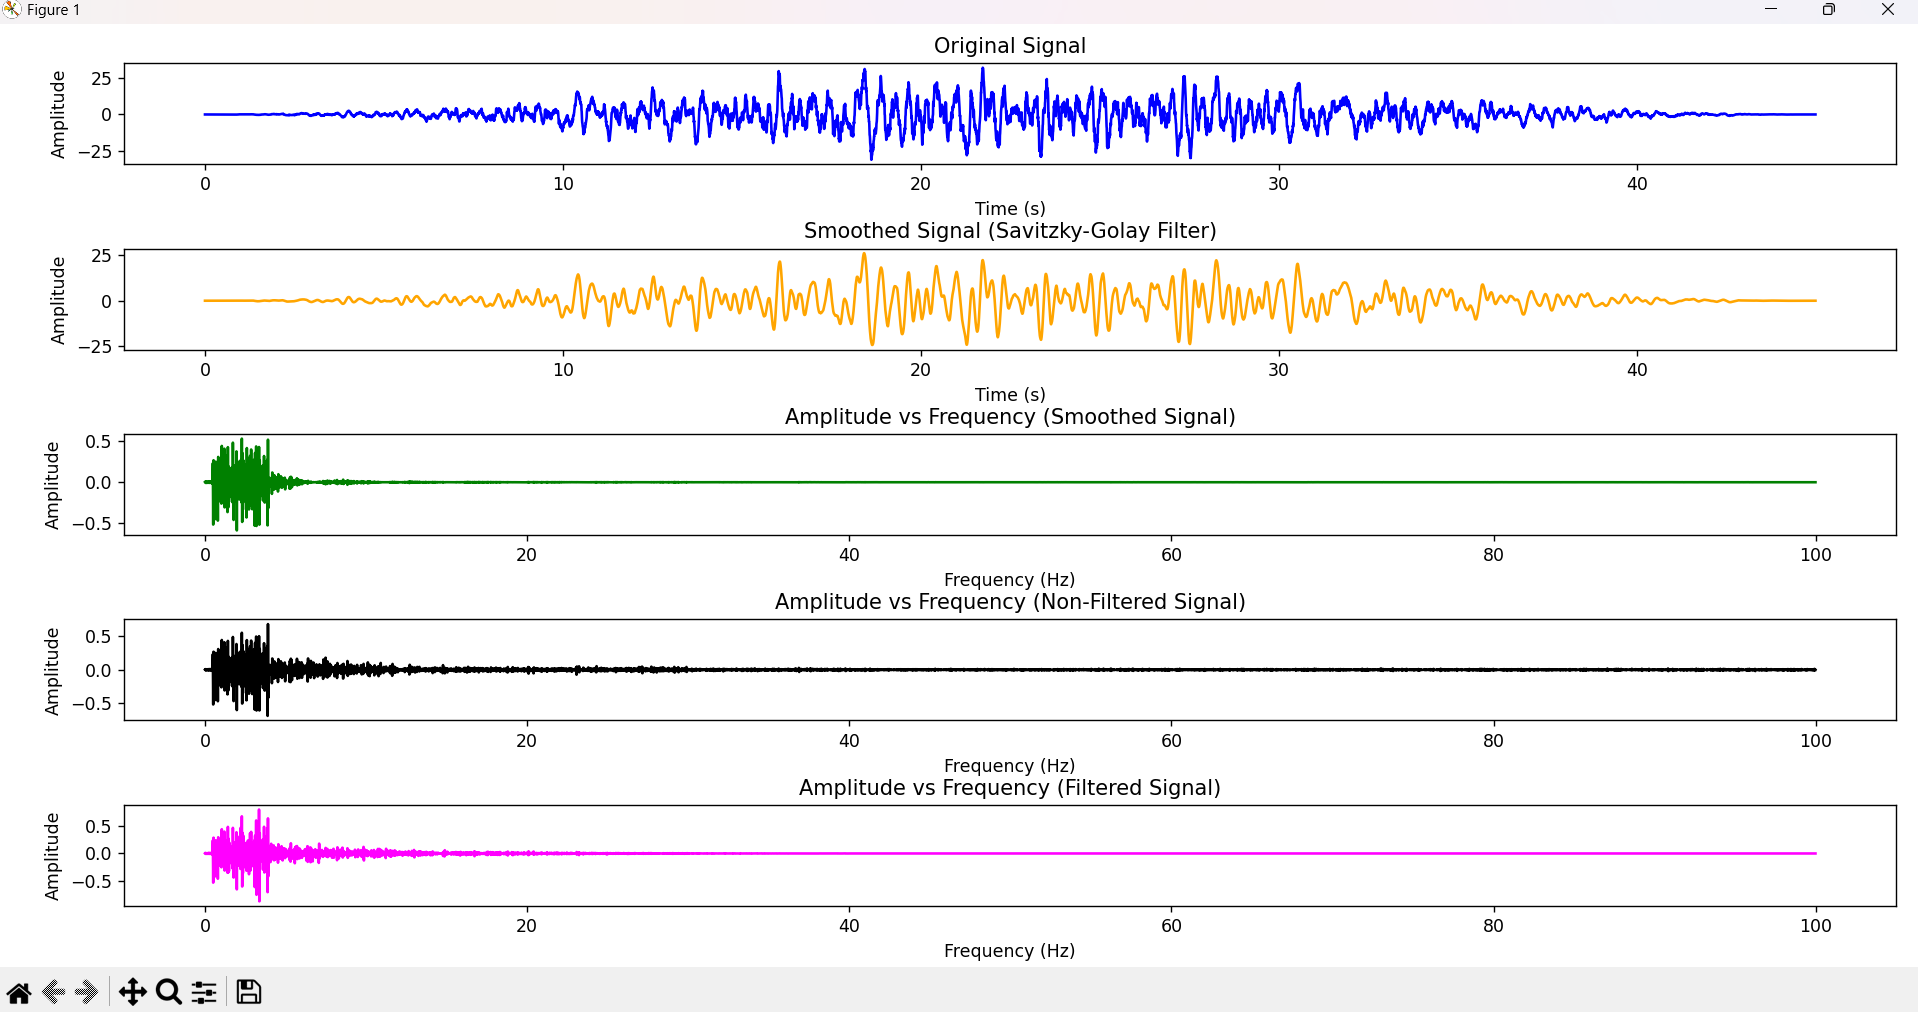 Figure 1
Original Signal
Amplitude
25
0
−25
0 10 20 30 40
Time (s)
Smoothed Signal (Savitzky-Golay Filter)
Amplitude
25
0
−25
0 10 20 30 40
Time (s)
Amplitude vs Frequency (Smoothed Signal)
Amplitude
0.5
0.0
−0.5
0 20 40 60 80 100
Frequency (Hz)
Amplitude vs Frequency (Non-Filtered Signal)
Amplitude
0.5
0.0
−0.5
0 20 40 60 80 100
Frequency (Hz)
Amplitude vs Frequency (Filtered Signal)
Amplitude
0.5
0.0
−0.5
0 20 40 60 80 100
Frequency (Hz)